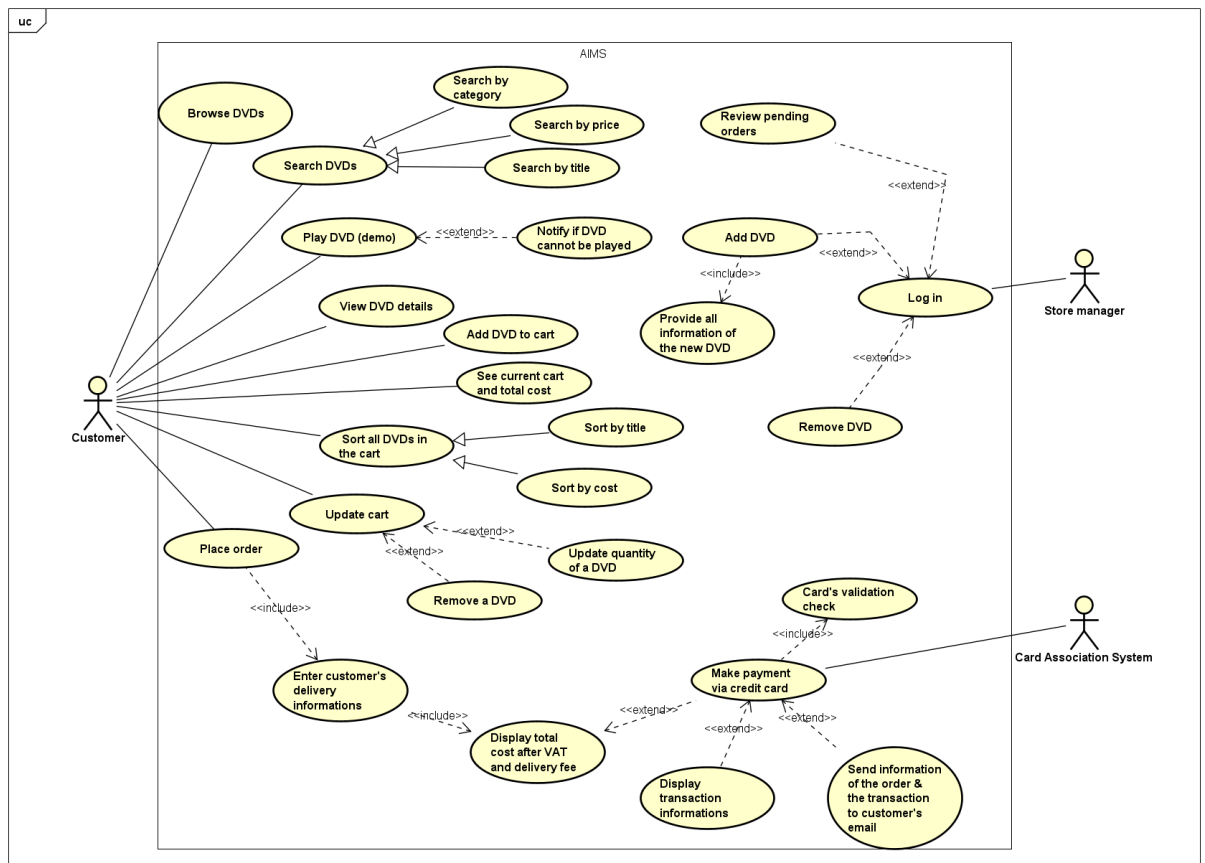 uc
AIMS
Search by
category
Browse DVDs
Search by price
Review pending
orders
Search DVDs
Search by title
<<extend>>
Play DVD (demo)
<<extend>>
Notify if DVD
cannot be played
Add DVD
<<extend>>
<<include>>
View DVD details
Log in
Store manager
Add DVD to cart
Provide all
information of
the new DVD
<<extend>>
See current cart
and total cost
Customer
Sort all DVDs in
the cart
Sort by title
Remove DVD
Sort by cost
Update cart
<<extend>>
Place order
<<extend>>
Update quantity
of a DVD
Remove a DVD
<<include>>
Card's validation
check
<<include>>
Card Association System
Enter customer's
delivery
informations
Make payment
via credit card
<<include>>
<<extend>>
<<extend>>
<<extend>>
Display total
cost after VAT
and delivery fee
Display
transaction
informations
Send information
of the order &
the transaction
to customer's
email